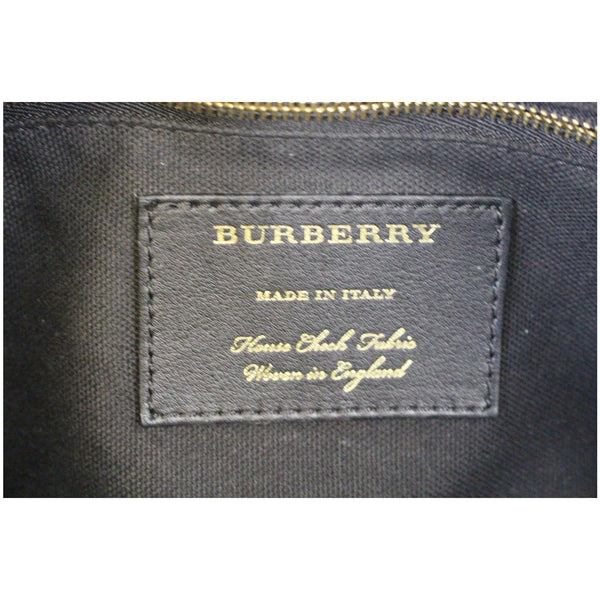 BURBERRY
MADE IN ITALY
House Check Fabric
Woven in England